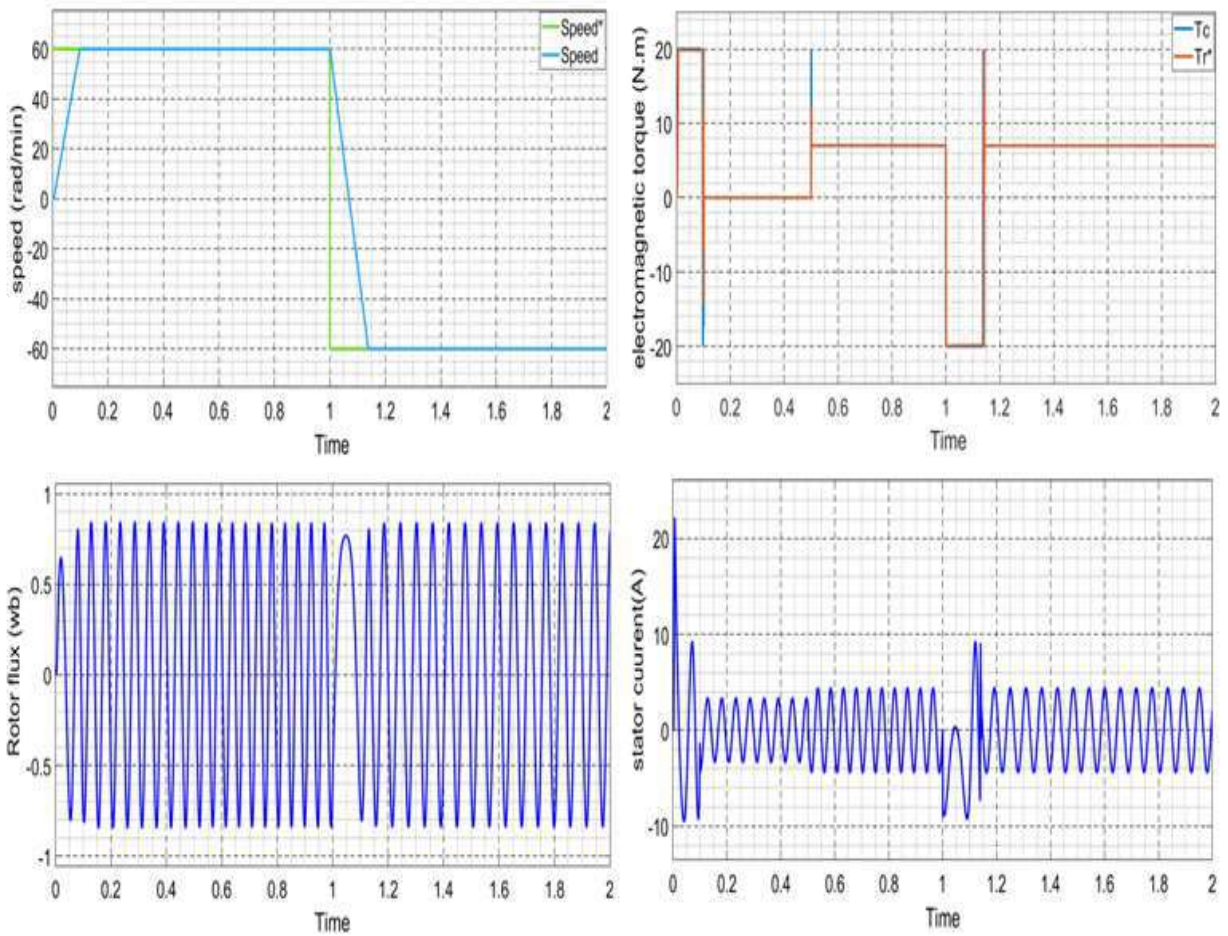 Speed*
Speed
speed (rad/min)
60
40
20
0
-20
-40
-60
0 0.2 0.4 0.6 0.8 1 1.2 1.4 1.6 1.8 2
Time
Tc
Tr*
electromagnetic torque (N.m)
20
10
0
-10
-20
0 0.2 0.4 0.6 0.8 1 1.2 1.4 1.6 1.8 2
Time
Rotor flux (wb)
1
0.5
0
-0.5
-1
0 0.2 0.4 0.6 0.8 1 1.2 1.4 1.6 1.8 2
Time
stator cuurent(A)
20
10
0
-10
0 0.2 0.4 0.6 0.8 1 1.2 1.4 1.6 1.8 2
Time